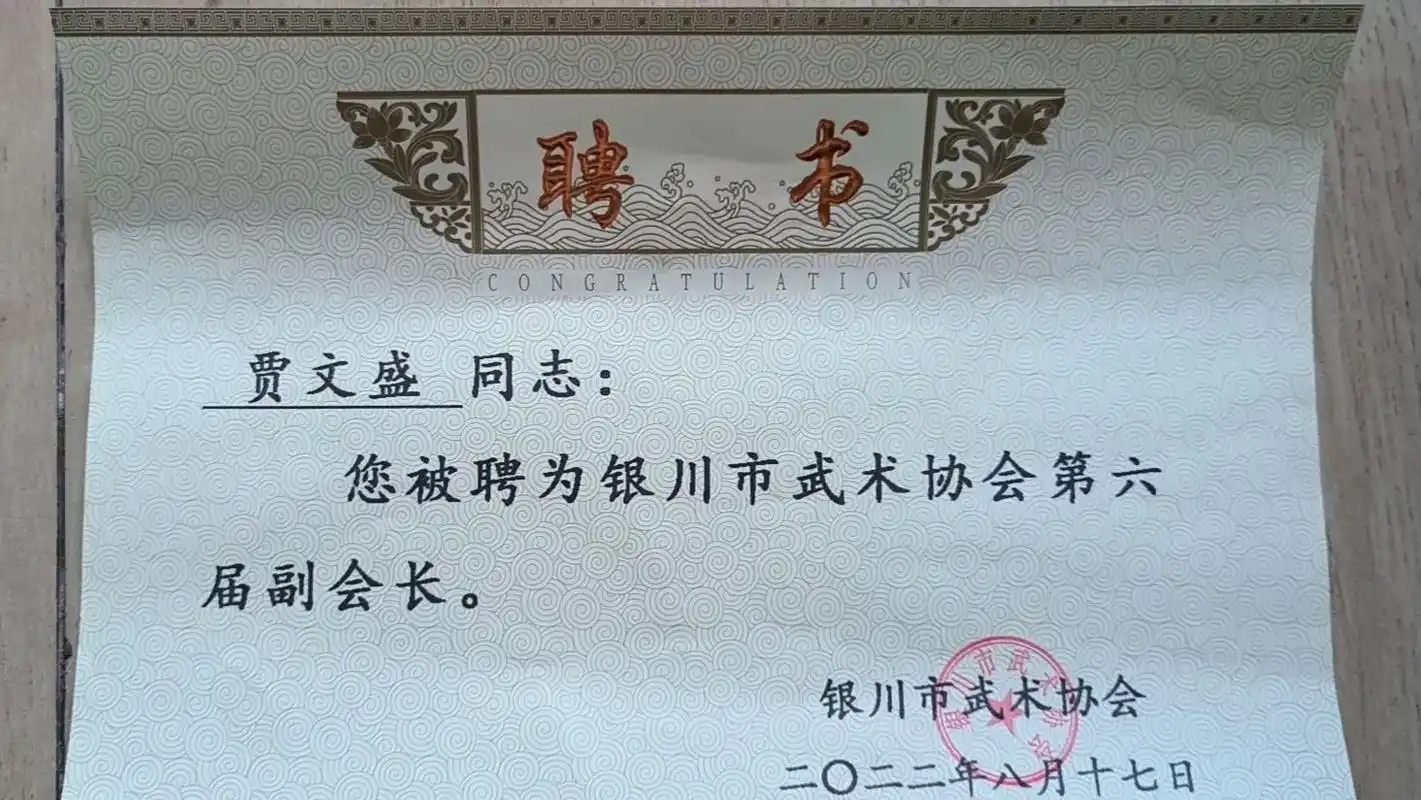 聘书
CONGRATULATION
贾文盛 同志：
您被聘为银川市武术协会第六
届副会长。
银川市武术协会
二〇二二年八月十七日